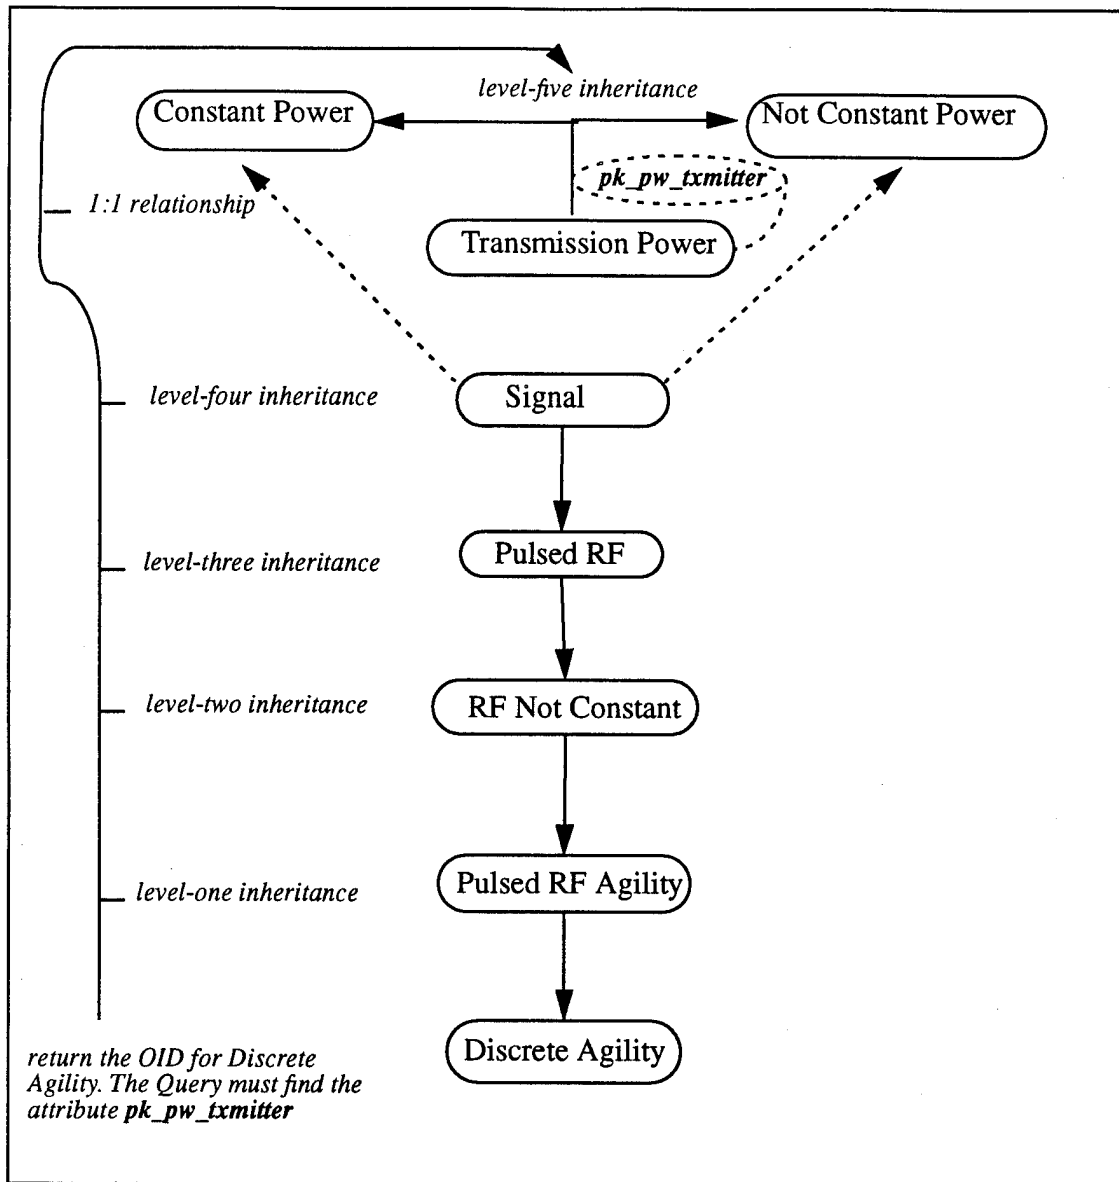 level-five inheritance
Constant Power
Not Constant Power
pk_pw_txmitter
1:1 relationship
Transmission Power
level-four inheritance
Signal
level-three inheritance
Pulsed RF
level-two inheritance
RF Not Constant
level-one inheritance
Pulsed RF Agility
Discrete Agility
return the OID for Discrete
Agility. The Query must find the
attribute pk_pw_txmitter